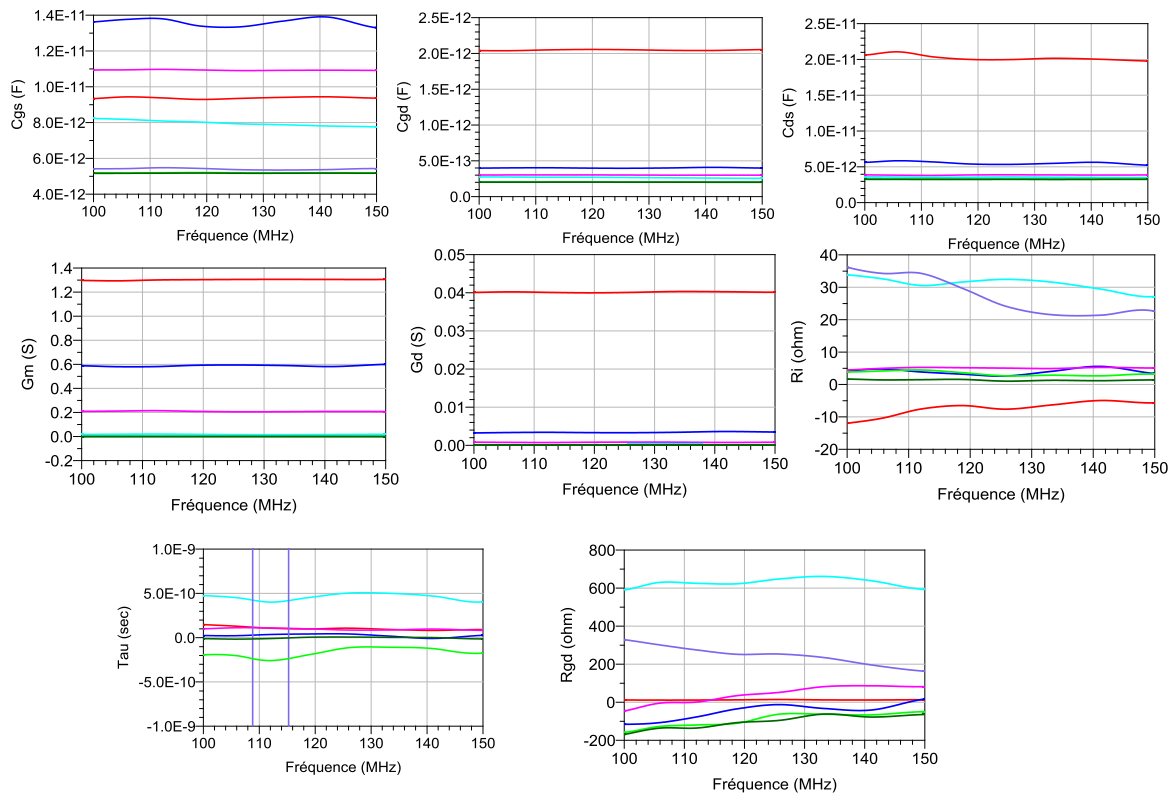 Cgs (F)
1.4E-11
1.2E-11
1.0E-11
8.0E-12
6.0E-12
4.0E-12
100 110 120 130 140 150
Fréquence (MHz)
Cgd (F)
2.5E-12
2.0E-12
1.5E-12
1.0E-12
5.0E-13
0.0
100 110 120 130 140 150
Fréquence (MHz)
Cds (F)
2.5E-11
2.0E-11
1.5E-11
1.0E-11
5.0E-12
0.0
100 110 120 130 140 150
Fréquence (MHz)
Gm (S)
1.4
1.2
1.0
0.8
0.6
0.4
0.2
0.0
-0.2
100 110 120 130 140 150
Fréquence (MHz)
Gd (S)
0.05
0.04
0.03
0.02
0.01
0.00
100 110 120 130 140 150
Fréquence (MHz)
Ri (ohm)
40
30
20
10
0
-10
-20
100 110 120 130 140 150
Fréquence (MHz)
Tau (sec)
1.0E-9
5.0E-10
0.0
-5.0E-10
-1.0E-9
100 110 120 130 140 150
Fréquence (MHz)
Rgd (ohm)
800
600
400
200
0
-200
100 110 120 130 140 150
Fréquence (MHz)